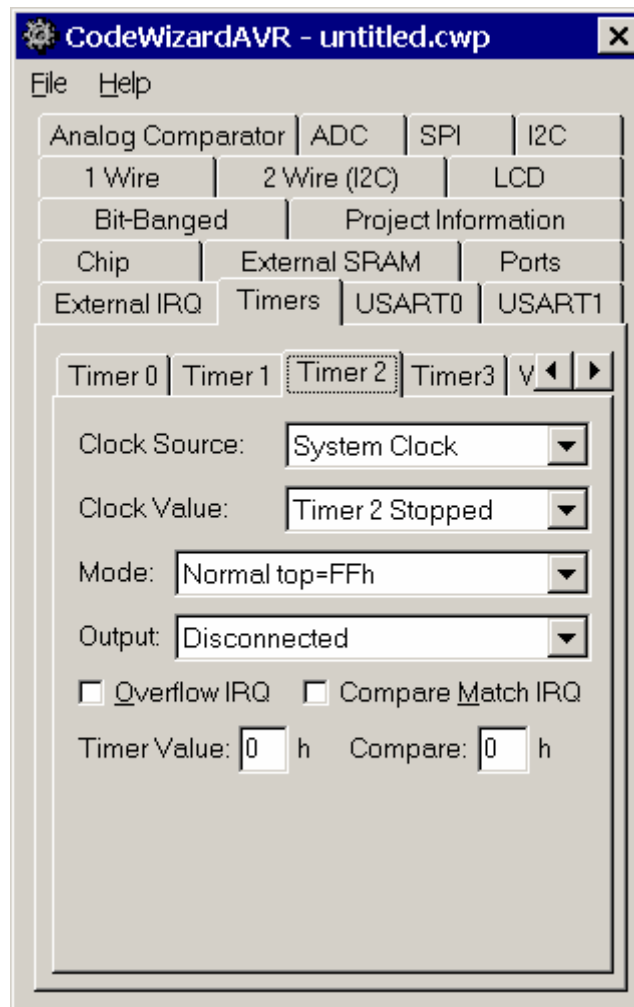 CodeWizardAVR - untitled.cwp
File Help
Analog Comparator ADC SPI I2C
1 Wire 2 Wire (I2C) LCD
Bit-Banged Project Information
Chip External SRAM Ports
External IRQ Timers USART0 USART1
Timer 0 Timer 1 Timer 2 Timer3
Clock Source: System Clock
Clock Value: Timer 2 Stopped
Mode: Normal top=FFh
Output: Disconnected
Overflow IRQ Compare Match IRQ
Timer Value: 0 h Compare: 0 h